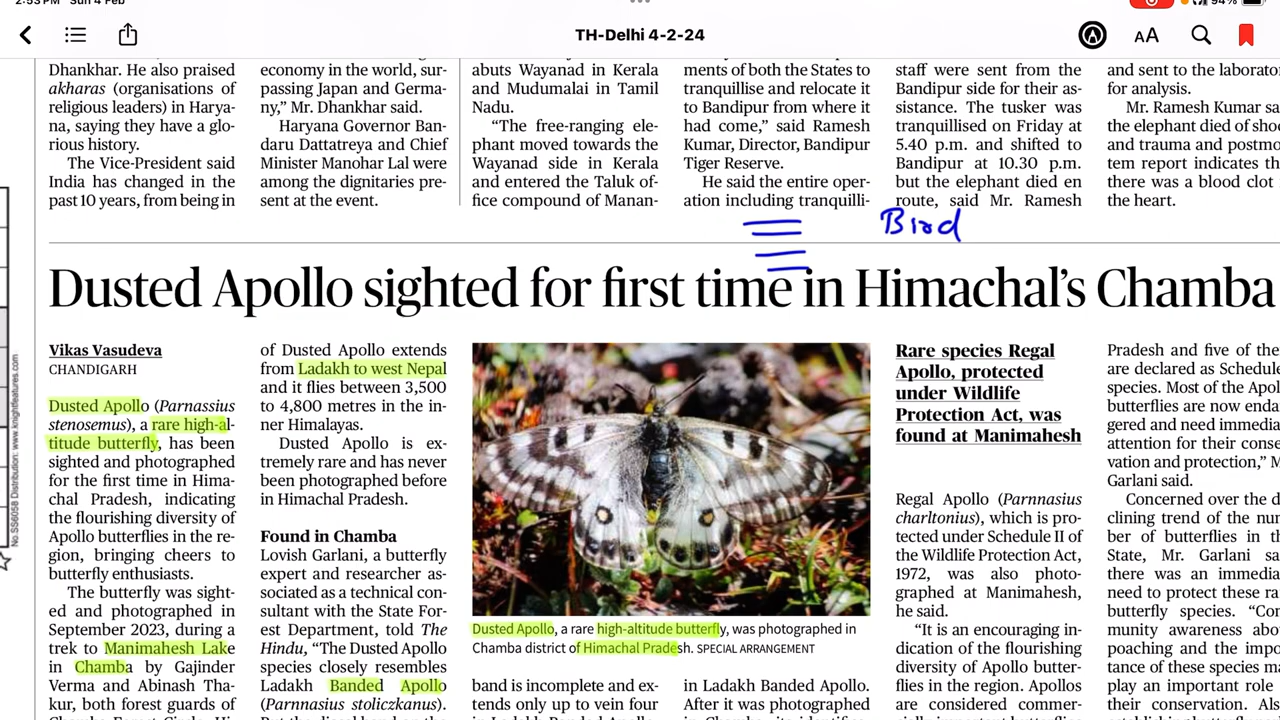 2:53 PM Sun 4 Feb
94%
TH-Delhi 4-2-24
AA
Dhankhar. He also praised
akharas (organisations of
religious leaders) in Harya-
na, saying they have a glo-
rious history.
The Vice-President said
India has changed in the
past 10 years, from being in
economy in the world, sur-
passing Japan and Germa-
ny,” Mr. Dhankhar said.
Haryana Governor Ban-
daru Dattatreya and Chief
Minister Manohar Lal were
among the dignitaries pre-
sent at the event.
abuts Wayanad in Kerala
and Mudumalai in Tamil
Nadu.
“The free-ranging ele-
phant moved towards the
Wayanad side in Kerala
and entered the Taluk of-
fice compound of Manan-
ments of both the States to
tranquillise and relocate it
to Bandipur from where it
had come,” said Ramesh
Kumar, Director, Bandipur
Tiger Reserve.
He said the entire oper-
ation including tranquilli-
staff were sent from the
Bandipur side for their as-
sistance. The tusker was
tranquillised on Friday at
5.40 p.m. and shifted to
Bandipur at 10.30 p.m.
but the elephant died en
route, said Mr. Ramesh
and sent to the laborato
for analysis.
Mr. Ramesh Kumar sa
the elephant died of sho
and trauma and postmo
tem report indicates th
there was a blood clot
the heart.
Bird
Dusted Apollo sighted for first time in Himachal’s Chamba
No.SS6058 Distribution: www.knightfeatures.com
Vikas Vasudeva
CHANDIGARH
Dusted Apollo (Parnassius
stenosemus), a rare high-al-
titude butterfly, has been
sighted and photographed
for the first time in Hima-
chal Pradesh, indicating
the flourishing diversity of
Apollo butterflies in the re-
gion, bringing cheers to
butterfly enthusiasts.
The butterfly was sight-
ed and photographed in
September 2023, during a
trek to Manimahesh Lake
in Chamba by Gajinder
Verma and Abinash Tha-
kur, both forest guards of
of Dusted Apollo extends
from Ladakh to west Nepal
and it flies between 3,500
to 4,800 metres in the in-
ner Himalayas.
Dusted Apollo is ex-
tremely rare and has never
been photographed before
in Himachal Pradesh.
Found in Chamba
Lovish Garlani, a butterfly
expert and researcher as-
sociated as a technical con-
sultant with the State For-
est Department, told The
Hindu, “The Dusted Apollo
species closely resembles
Ladakh Banded Apollo
(Parnassius stoliczkanus).
Dusted Apollo, a rare high-altitude butterfly, was photographed in
Chamba district of Himachal Pradesh. SPECIAL ARRANGEMENT
band is incomplete and ex-
tends only up to vein four
in Ladakh Banded Apollo.
After it was photographed
Rare species Regal
Apollo, protected
under Wildlife
Protection Act, was
found at Manimahesh
Regal Apollo (Parnnasius
charltonius), which is pro-
tected under Schedule II of
the Wildlife Protection Act,
1972, was also photo-
graphed at Manimahesh,
he said.
“It is an encouraging in-
dication of the flourishing
diversity of Apollo butter-
flies in the region. Apollos
are considered commer-
Pradesh and five of the
are declared as Schedule
species. Most of the Apol
butterflies are now enda
gered and need immedia
attention for their conse
vation and protection,” M
Garlani said.
Concerned over the d
clining trend of the num
ber of butterflies in th
State, Mr. Garlani sa
there was an immedia
need to protect these ra
butterfly species. “Con
munity awareness abo
poaching and the impo
tance of these species ma
play an important role
their conservation. Als